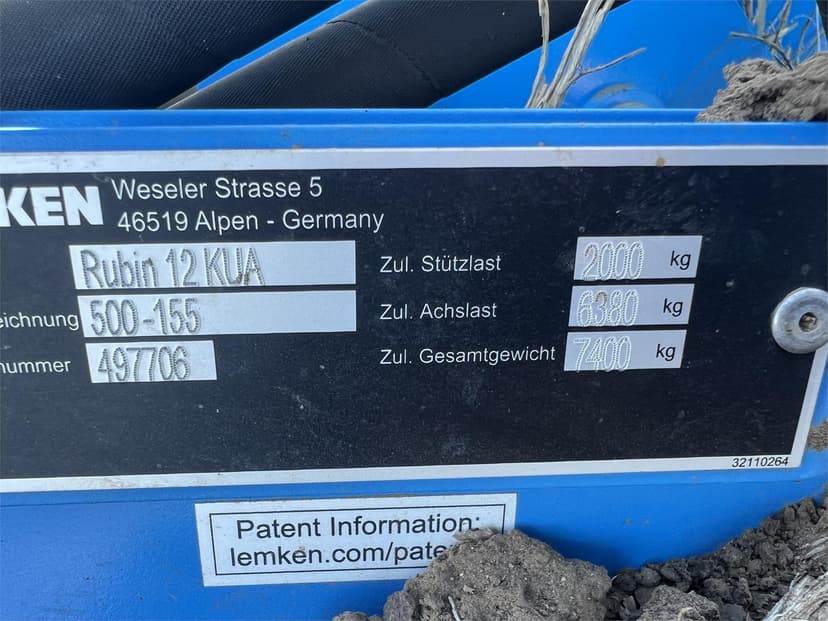 KEN
Weseler Strasse 5
46519 Alpen - Germany
Rubin 12 KUA
eichnung 500-155
nummer 497706
Zul. Stützlast 2000 kg
Zul. Achslast 6380 kg
Zul. Gesamtgewicht 7400 kg
32110264
Patent Information:
lemken.com/pate